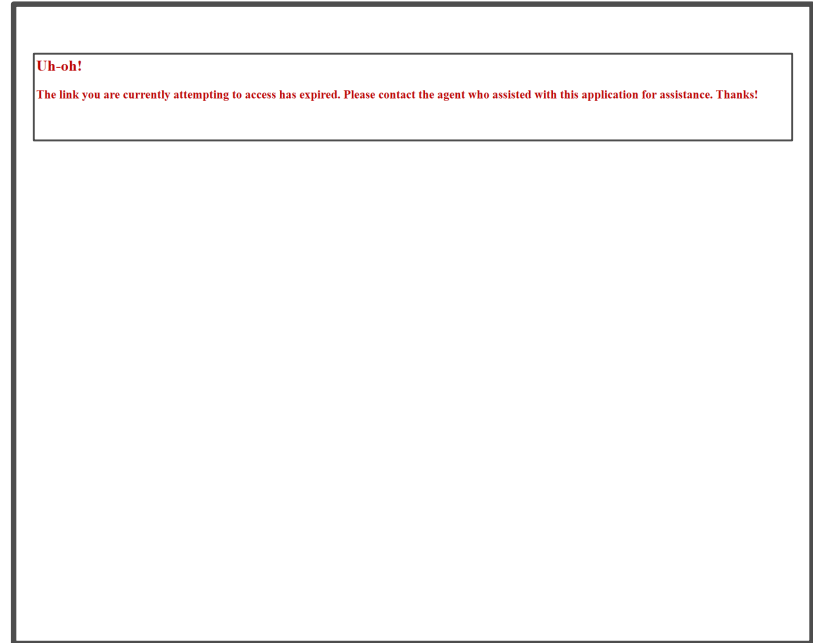 Uh-oh!
The link you are currently attempting to access has expired. Please contact the agent who assisted with this application for assistance. Thanks!